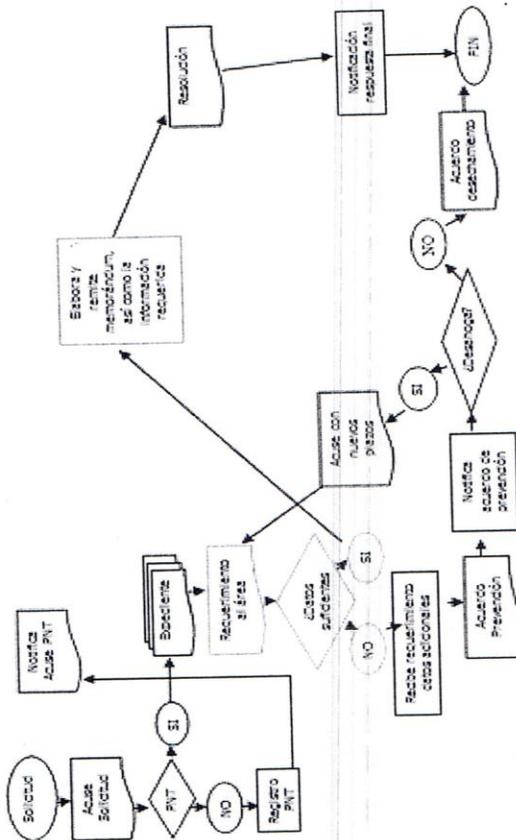 Solicitud
Acuse
Solicitud
PNT
SI
NO
Registro
PNT
Notifica
Acuse PNT
Expediente
Requerimiento
al área
¿Datos
suficientes
SI
NO
Recibe requerimiento
datos adicionales
Acuerdo
Prevención
Notifica
acuerdo de
prevención
¿Desahoga?
SI
NO
Acuse con
nuevos
plazos
Acuerdo
desechamiento
Elabora y
remite
memorándum,
así como la
información
requerida
Resolución
Notificación
respuesta final
FIN